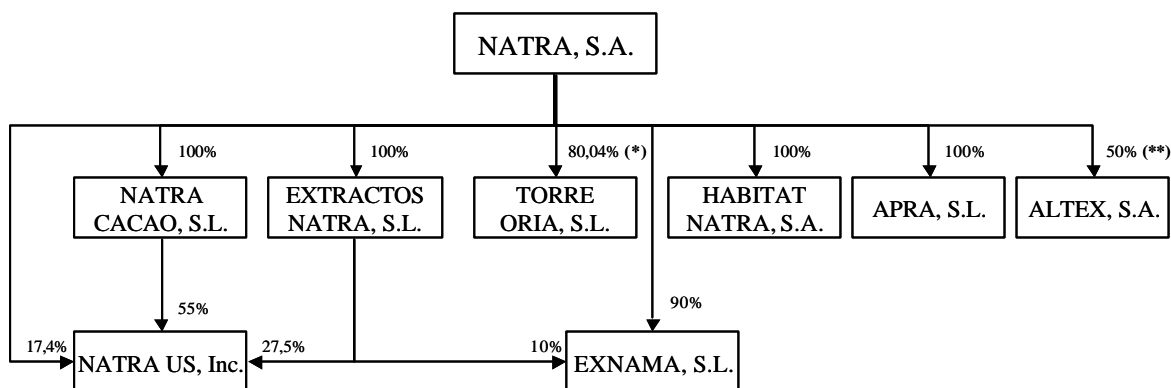 NATRA, S.A.
100%
100%
80,04% (*)
100%
100%
50% (**)
NATRA
CACAO, S.L.
EXTRACTOS
NATRA, S.L.
TORRE
ORIA, S.L.
HABITAT
NATRA, S.A.
APRA, S.L.
ALTEX, S.A.
55%
90%
17,4%
NATRA US, Inc.
27,5%
10%
EXNAMA, S.L.